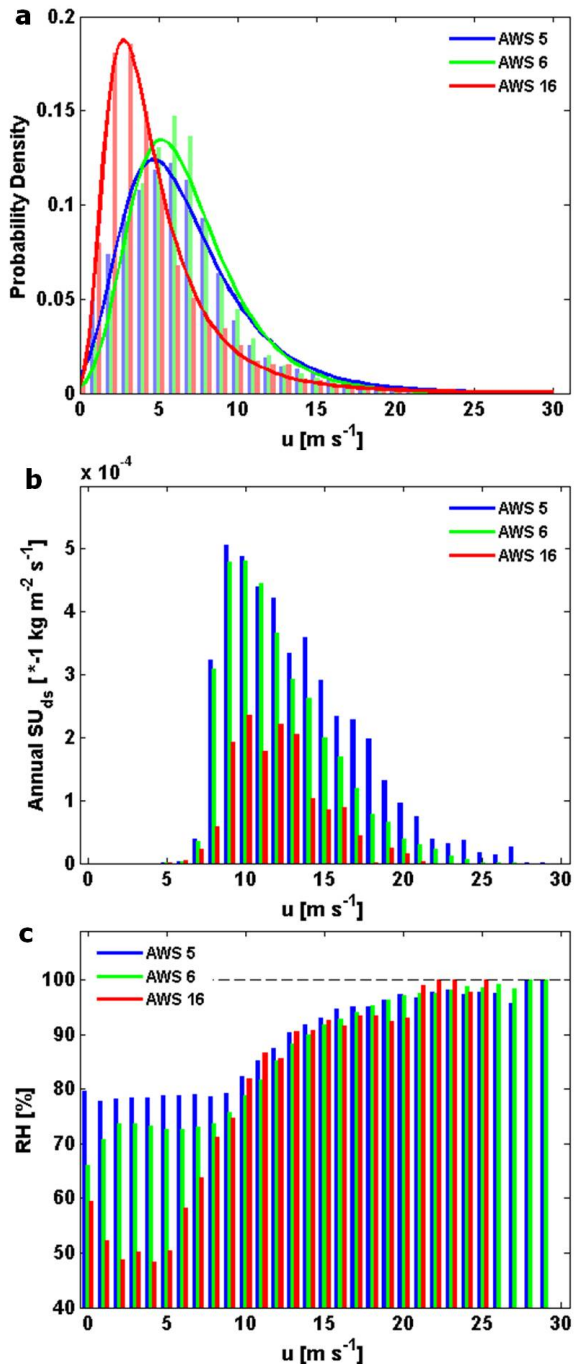 a
0.2
0.15
0.1
0.05
0
Probability Density
AWS 5
AWS 6
AWS 16
0 5 10 15 20 25 30
u [m s-1]
b
x 10-4
5
4
3
2
1
0
Annual SUds [ *-1 kg m-2 s-1]
AWS 5
AWS 6
AWS 16
0 5 10 15 20 25 30
u [m s-1]
c
AWS 5
AWS 6
AWS 16
100
90
80
70
60
50
40
RH [%]
0 5 10 15 20 25 30
u [m s-1]